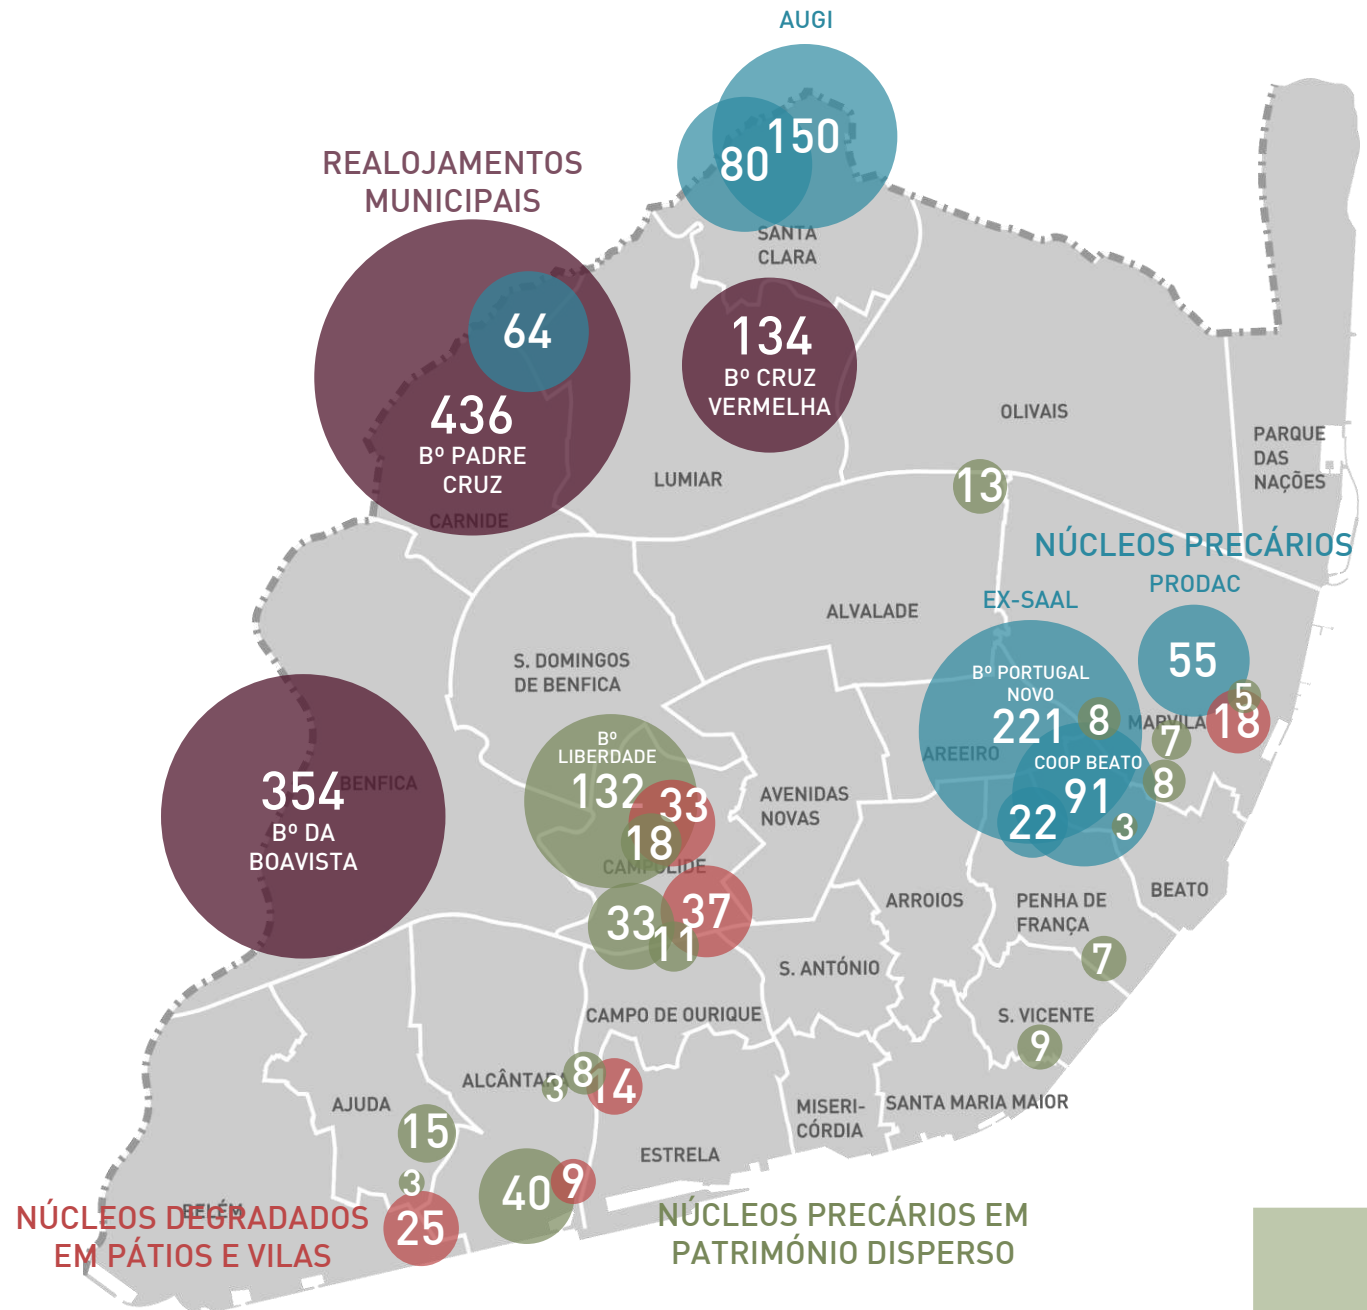 AUGI
150
80
REALOJAMENTOS
MUNICIPAIS
SANTA
CLARA
64
134
Bº CRUZ
VERMELHA
436
Bº PADRE
CRUZ
CARNIDE
LUMIAR
OLIVAIS
PARQUE
DAS
NAÇÕES
13
NÚCLEOS PRECÁRIOS
PRODAC
EX-SAAL
ALVALADE
55
S. DOMINGOS
DE BENFICA
Bº PORTUGAL
NOVO
221
8
5
MARVILA
18
7
AREEIRO
COOP BEATO
91
8
22
3
Bº
LIBERDADE
132
33
18
CAMPOLIDE
AVENIDAS
NOVAS
354
Bº DA
BOAVISTA
BENFICA
33
37
11
ARROIOS
PENHA DE
FRANÇA
BEATO
7
S. ANTÓNIO
CAMPO DE OURIQUE
S. VICENTE
9
ALCÂNTARA
3
8
14
AJUDA
15
MISERI-
CÓRDIA
SANTA MARIA MAIOR
ESTRELA
3
40
9
BELÉM
NÚCLEOS DEGRADADOS
EM PÁTIOS E VILAS
25
NÚCLEOS PRECÁRIOS EM
PATRIMÓNIO DISPERSO